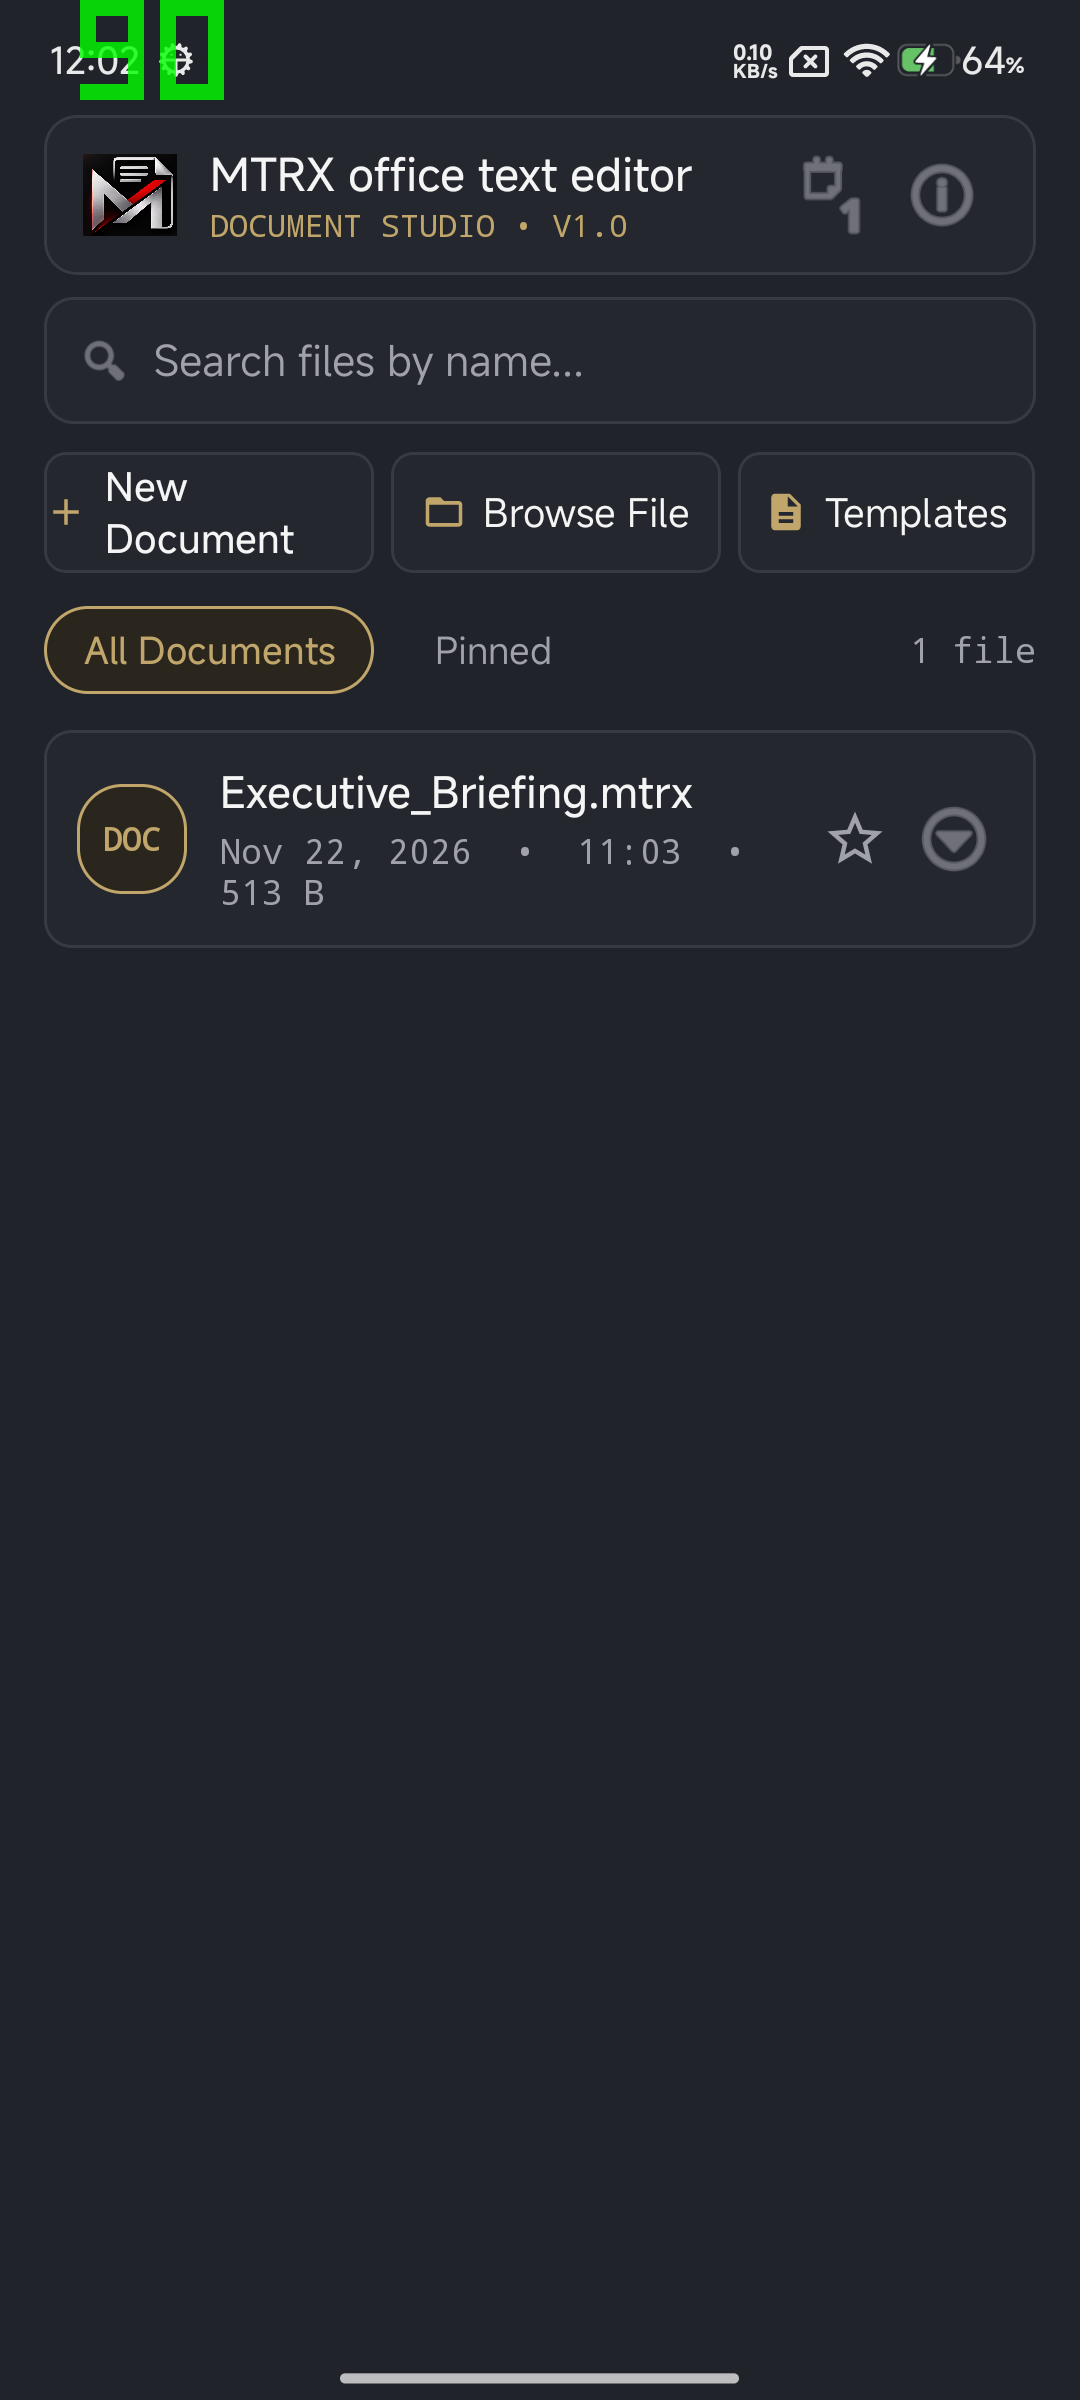 12:02
90
0.10 KB/s
64%
MTRX office text editor
DOCUMENT STUDIO • V1.0
1
Search files by name...
New
Document
Browse File
Templates
All Documents
Pinned
1 file
DOC
Executive_Briefing.mtrx
Nov 22, 2026 • 11:03 •
513 B